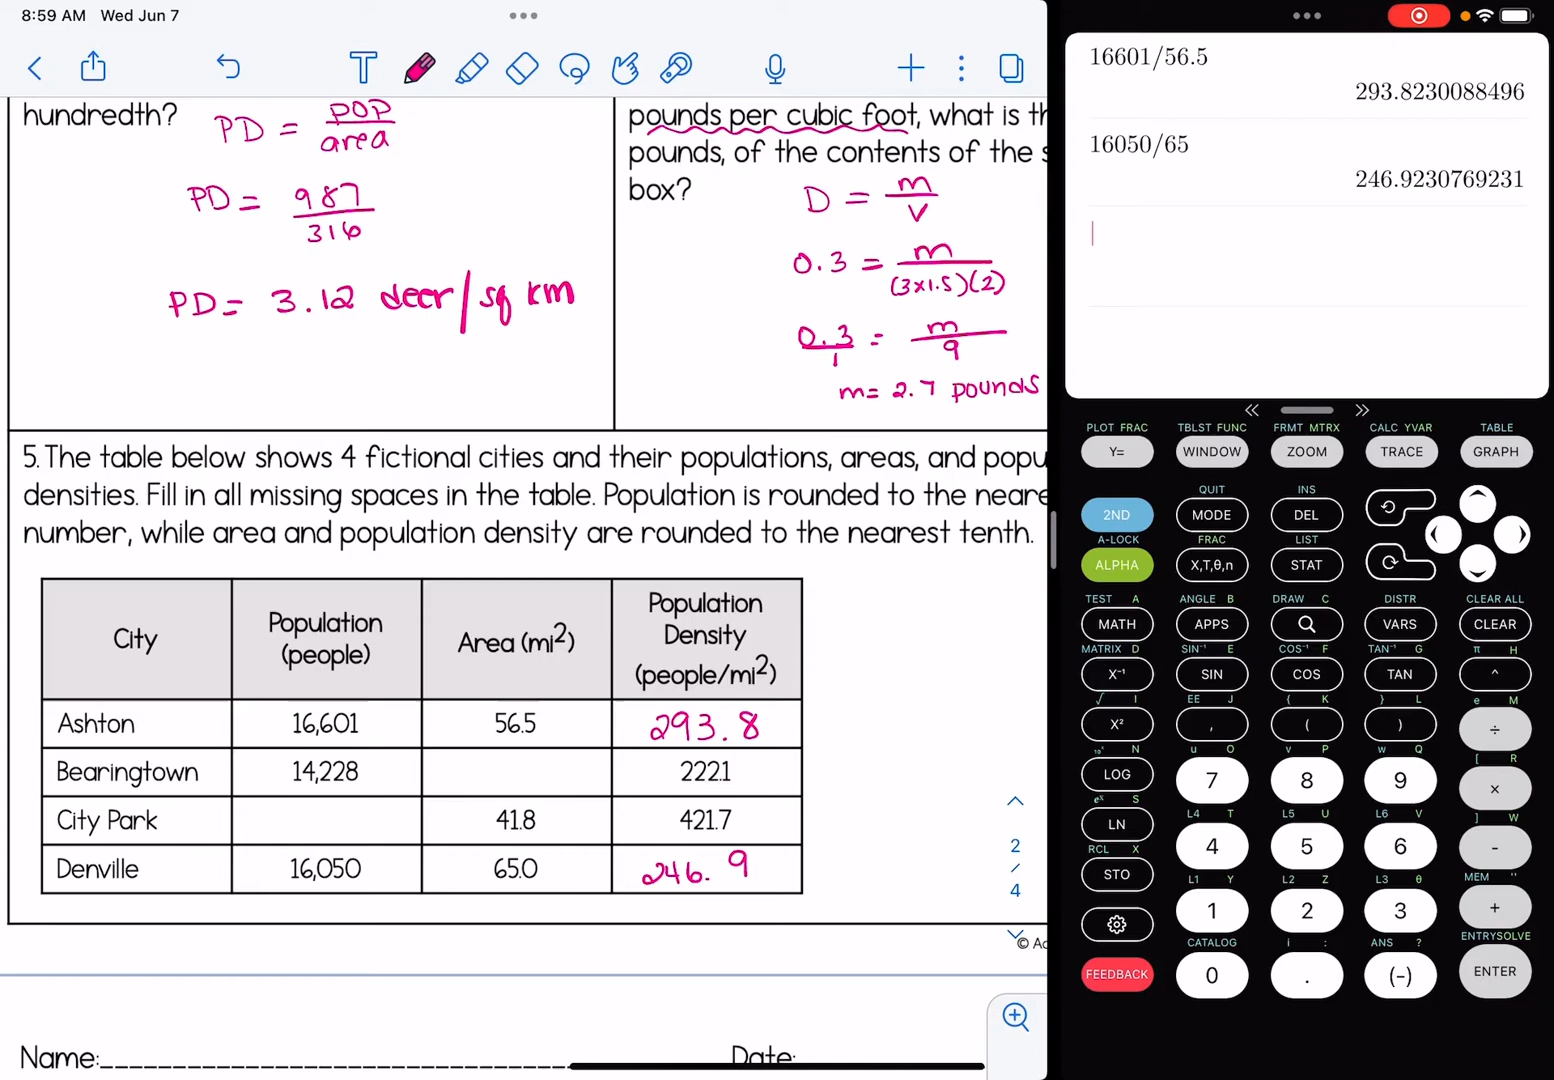 8:59 AM Wed Jun 7
hundredth?
PD = pop
area
PD = 987
316
PD = 3.12 deer/sq km
pounds per cubic foot, what is th
pounds, of the contents of the s
box?
D = m
v
0.3 = m
(3x1.5)(2)
0.3 = m
1 9
m = 2.7 pounds
5. The table below shows 4 fictional cities and their populations, areas, and popu
densities. Fill in all missing spaces in the table. Population is rounded to the neare
number, while area and population density are rounded to the nearest tenth.
City Population (people) Area (mi²) Population Density (people/mi²)
Ashton 16,601 56.5 293.8
Bearingtown 14,228 222.1
City Park 41.8 421.7
Denville 16,050 65.0 246.9
2
/
4
© Ac
Name: Date:
16601/56.5
293.8230088496
16050/65
246.9230769231
PLOT FRAC TBLST FUNC FRMT MTRX CALC YVAR TABLE
Y= WINDOW ZOOM TRACE GRAPH
QUIT INS
2ND MODE DEL
A-LOCK FRAC LIST
ALPHA X,T,θ,n STAT
TEST A ANGLE B DRAW C DISTR CLEAR ALL
MATH APPS VARS CLEAR
MATRIX D SIN⁻¹ E COS⁻¹ F TAN⁻¹ G π H
X⁻¹ SIN COS TAN ^
√ I EE J { K } L e M
X² , ( ) ÷
10ˣ N u O v P w Q [ R
LOG 7 8 9 ×
eˣ S L4 T L5 U L6 V ] W
LN 4 5 6 -
RCL X L1 Y L2 Z L3 θ MEM "
STO 1 2 3 +
CATALOG i : ANS ? ENTRYSOLVE
FEEDBACK 0 . (-) ENTER